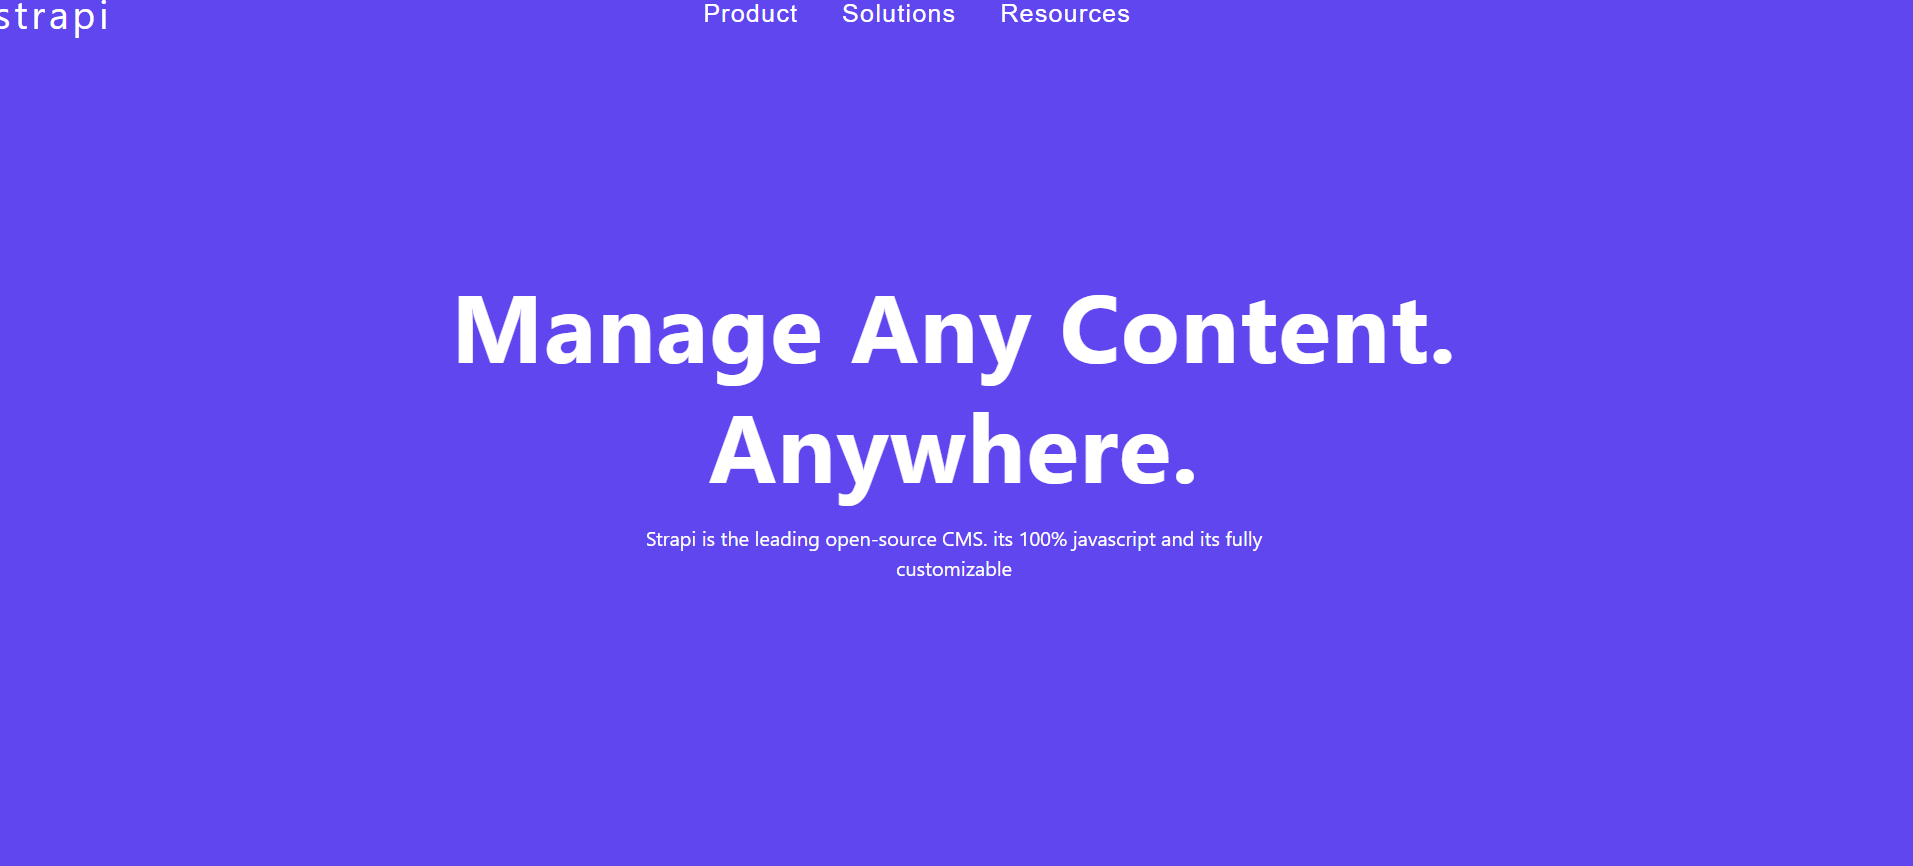 strapi Product Solutions Resources
Manage Any Content.
Anywhere.
Strapi is the leading open-source CMS. its 100% javascript and its fully
customizable